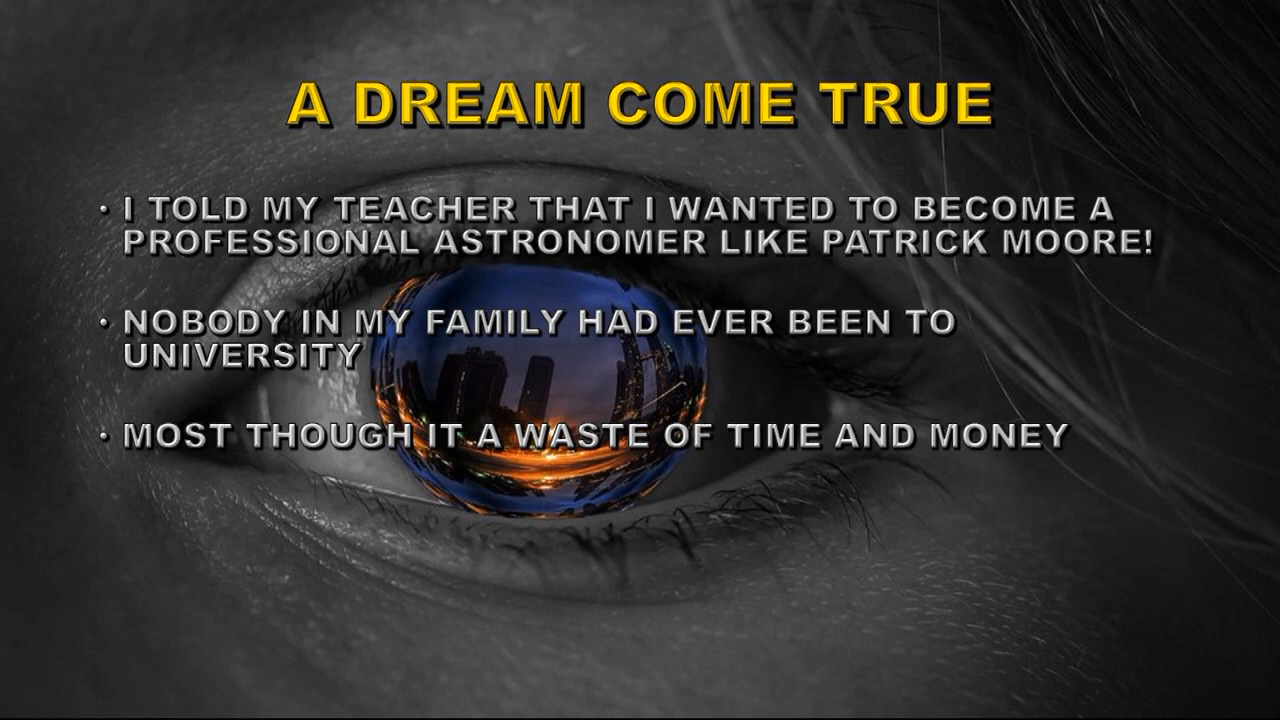 A DREAM COME TRUE
• I TOLD MY TEACHER THAT I WANTED TO BECOME A
PROFESSIONAL ASTRONOMER LIKE PATRICK MOORE!
• NOBODY IN MY FAMILY HAD EVER BEEN TO
UNIVERSITY
• MOST THOUGH IT A WASTE OF TIME AND MONEY